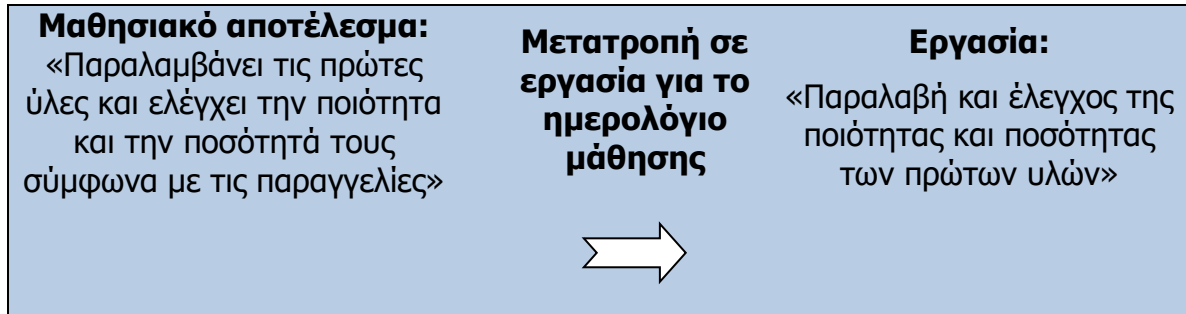 Μαθησιακό αποτέλεσμα:
«Παραλαμβάνει τις πρώτες
ύλες και ελέγχει την ποιότητα
και την ποσότητά τους
σύμφωνα με τις παραγγελίες»
Μετατροπή σε
εργασία για το
ημερολόγιο
μάθησης
Εργασία:
«Παραλαβή και έλεγχος της
ποιότητας και ποσότητας
των πρώτων υλών»